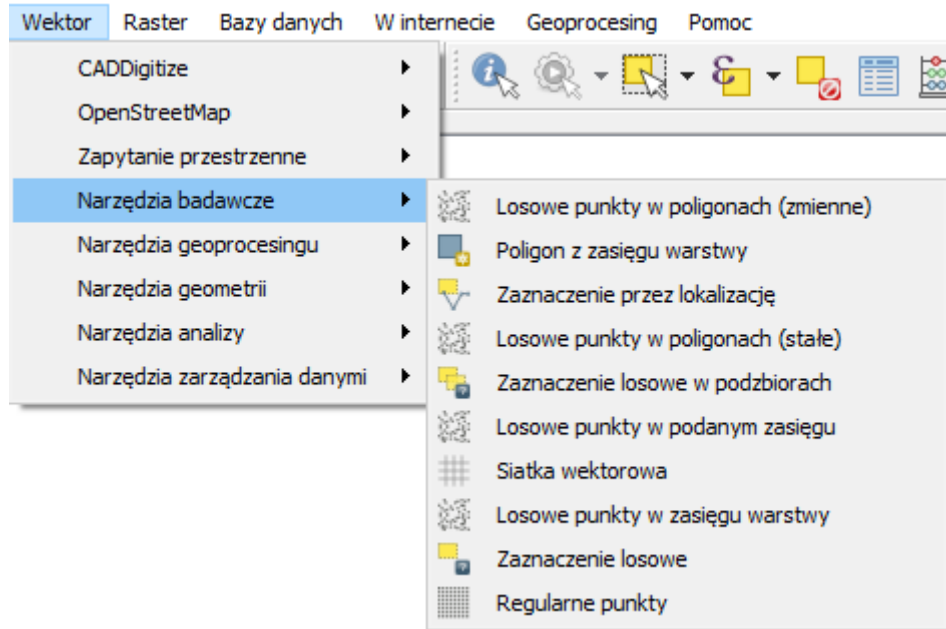 Wektor Raster Bazy danych W internecie Geoprocesing Pomoc
CADDigitize
OpenStreetMap
Zapytanie przestrzenne
Narzędzia badawcze
Narzędzia geoprocesingu
Narzędzia geometrii
Narzędzia analizy
Narzędzia zarządzania danymi
Losowe punkty w poligonach (zmienne)
Poligon z zasięgu warstwy
Zaznaczenie przez lokalizację
Losowe punkty w poligonach (stałe)
Zaznaczenie losowe w podzbiorach
Losowe punkty w podanym zasięgu
Siatka wektorowa
Losowe punkty w zasięgu warstwy
Zaznaczenie losowe
Regularne punkty